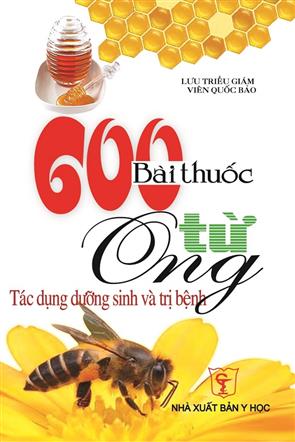 LƯU TRIỀU GIÁM
VIÊN QUỐC BẢO
600
Bài thuốc
từ
Ong
Tác dụng dưỡng sinh và trị bệnh
NHÀ XUẤT BẢN Y HỌC